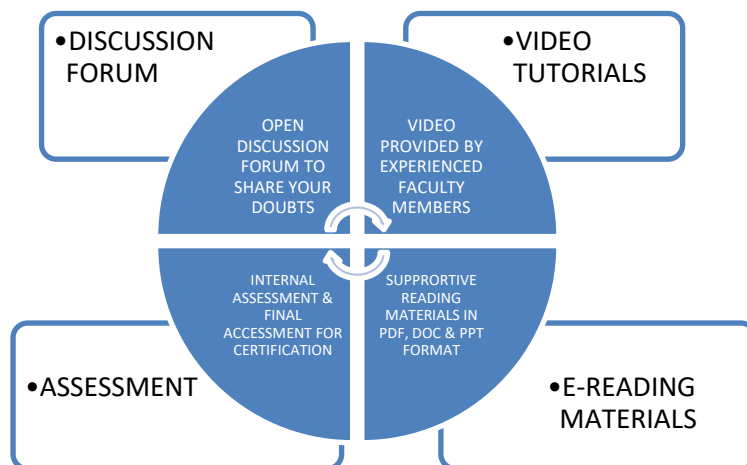 •DISCUSSION
FORUM
•VIDEO
TUTORIALS
OPEN
DISCUSSION
FORUM TO
SHARE YOUR
DOUBTS
VIDEO
PROVIDED BY
EXPERIENCED
FACULTY
MEMBERS
INTERNAL
ASSESSMENT &
FINAL
ACCESSMENT FOR
CERTIFICATION
SUPPRORTIVE
READING
MATERIALS IN
PDF, DOC & PPT
FORMAT
•ASSESSMENT
•E-READING
MATERIALS